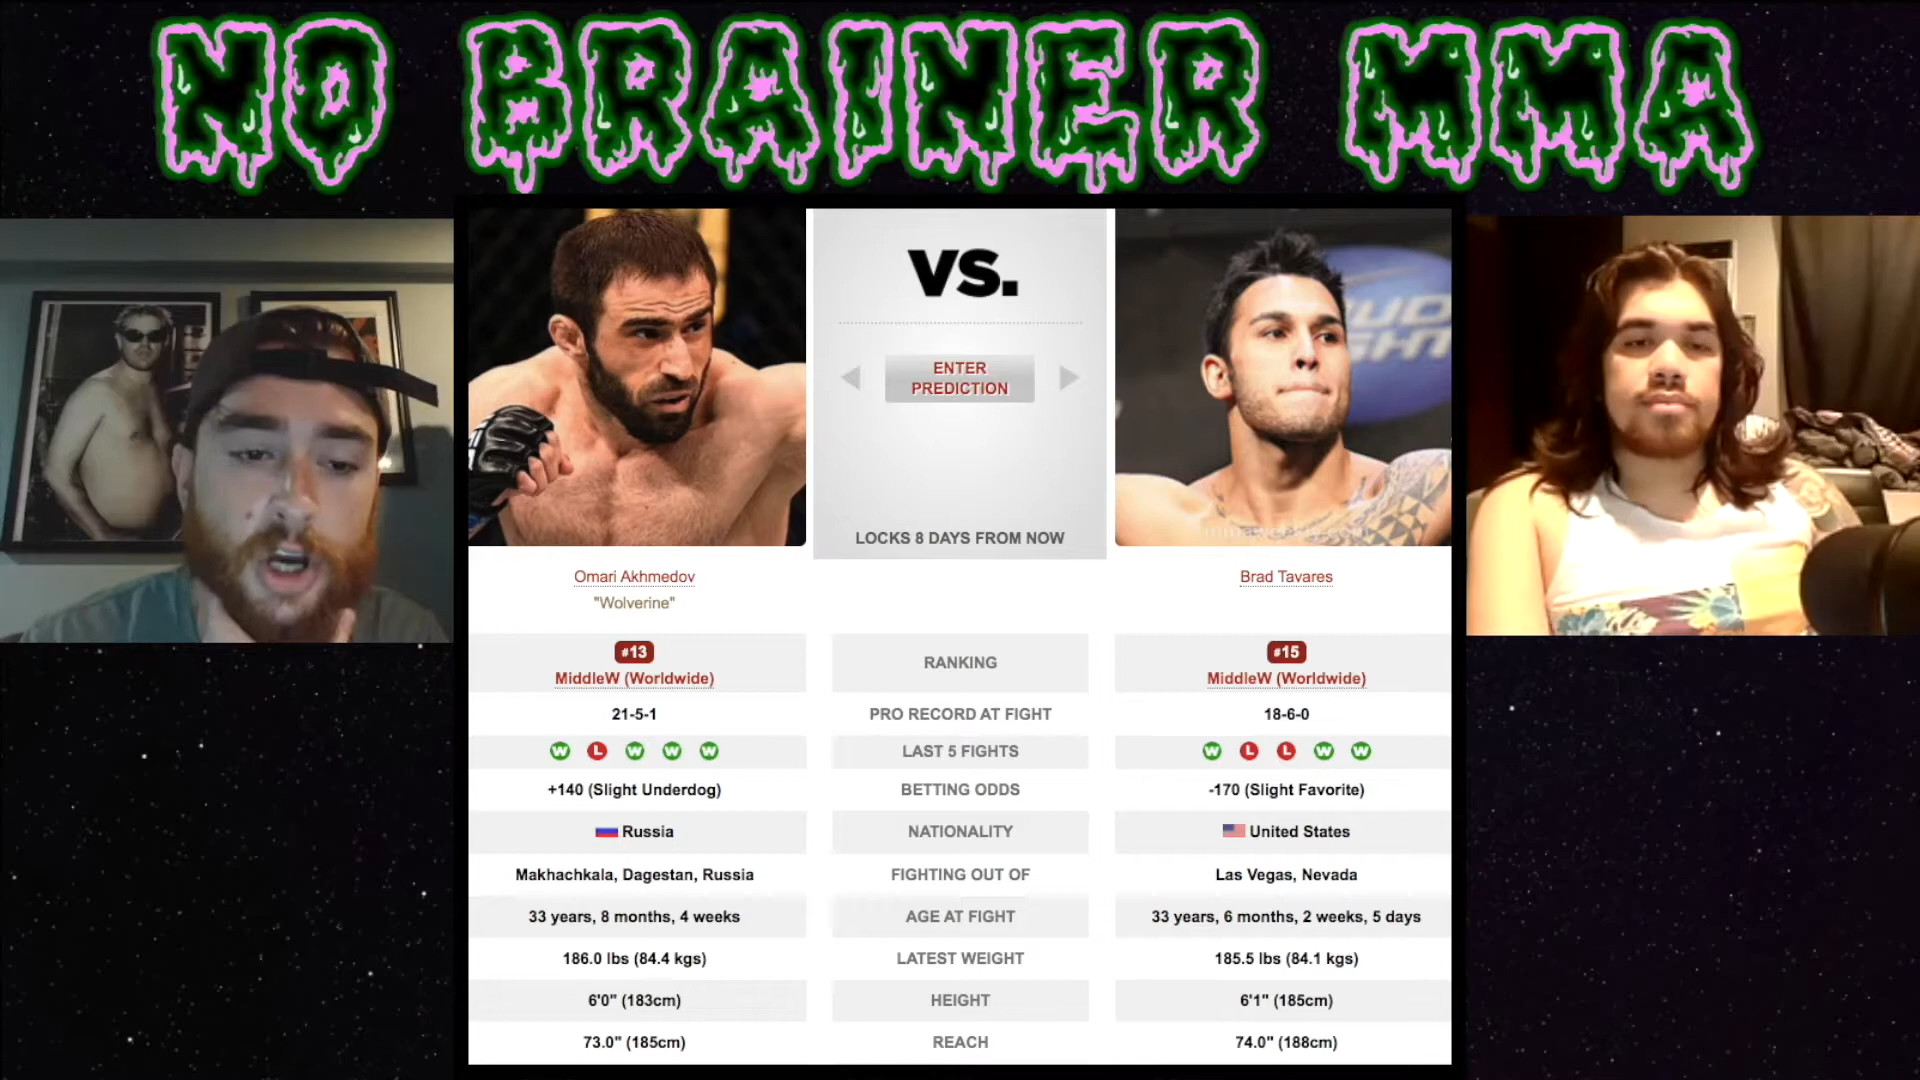 NO BRAINER MMA
VS.
ENTER
PREDICTION
LOCKS 8 DAYS FROM NOW
Omari Akhmedov
Brad Tavares
"Wolverine"
#13
RANKING
#15
MiddleW (Worldwide)
MiddleW (Worldwide)
21-5-1
PRO RECORD AT FIGHT
18-6-0
W L W W W
LAST 5 FIGHTS
W L L W W
+140 (Slight Underdog)
BETTING ODDS
-170 (Slight Favorite)
Russia
NATIONALITY
United States
Makhachkala, Dagestan, Russia
FIGHTING OUT OF
Las Vegas, Nevada
33 years, 8 months, 4 weeks
AGE AT FIGHT
33 years, 6 months, 2 weeks, 5 days
186.0 lbs (84.4 kgs)
LATEST WEIGHT
185.5 lbs (84.1 kgs)
6'0" (183cm)
HEIGHT
6'1" (185cm)
73.0" (185cm)
REACH
74.0" (188cm)